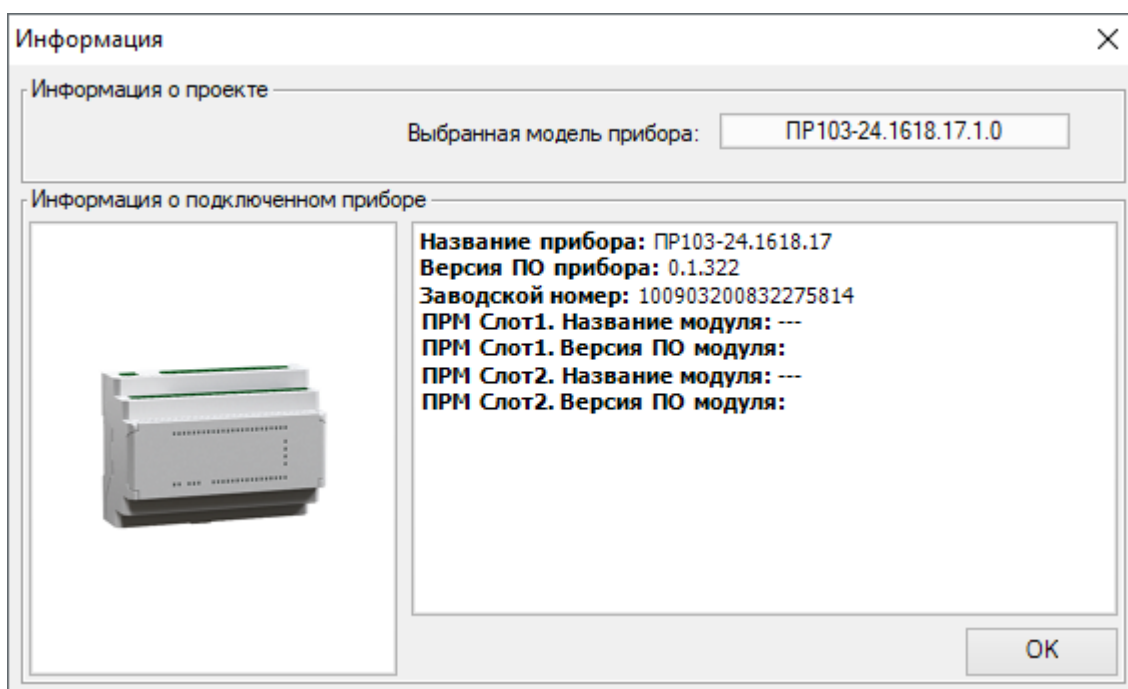 Информация
Информация о проекте
Выбранная модель прибора: ПР103-24.1618.17.1.0
Информация о подключенном приборе
Название прибора: ПР103-24.1618.17
Версия ПО прибора: 0.1.322
Заводской номер: 100903200832275814
ПРМ Слот1. Название модуля: ---
ПРМ Слот1. Версия ПО модуля:
ПРМ Слот2. Название модуля: ---
ПРМ Слот2. Версия ПО модуля:
OK